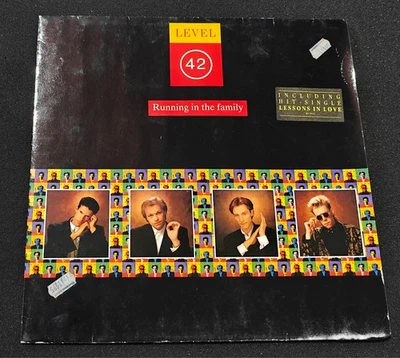 LEVEL
42
Running in the family
INCLUDING
HIT-SINGLE
LESSONS IN LOVE